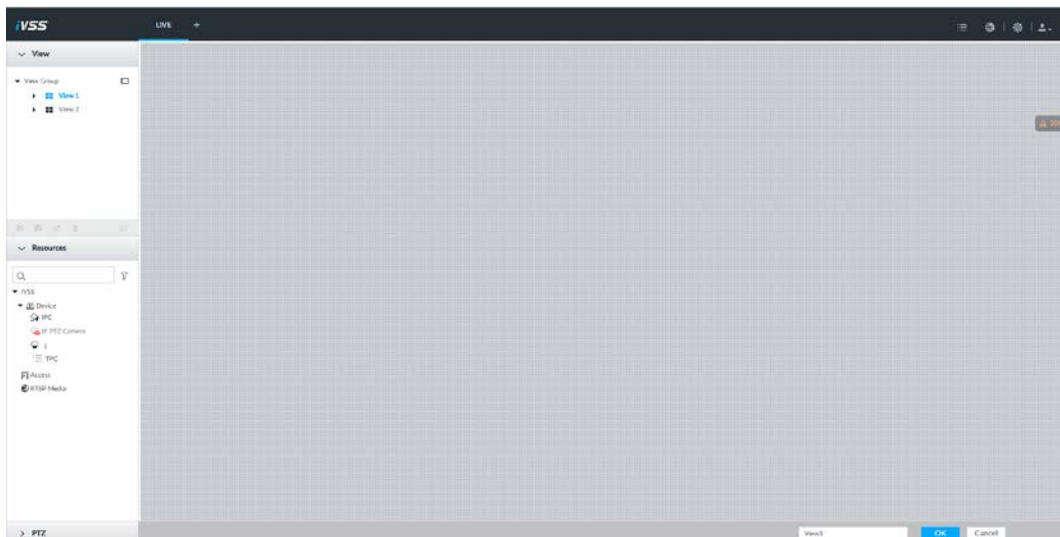 iVSS
LIVE +
View
View Group
View 1
View 2
Resources
iVSS
Device
IPC
IP PTZ Camera
1
TPC
Access
RTSP Media
PTZ
OK Cancel